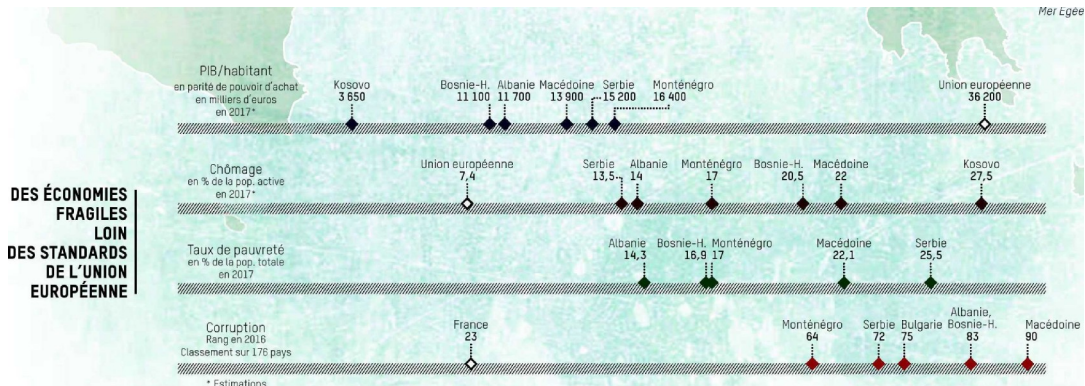 Mer Egée
PIB/habitant
en parité de pouvoir d'achat
en milliers d'euros
en 2017*
Kosovo
3 650
Bosnie-H.
11 100
Albanie
11 700
Macédoine
13 900
Serbie
15 200
Monténégro
16 400
Union européenne
36 200
Chômage
en % de la pop. active
en 2017*
Union européenne
7,4
Serbie
13,5
Albanie
14
Monténégro
17
Bosnie-H.
20,5
Macédoine
22
Kosovo
27,5
DES ÉCONOMIES
FRAGILES
LOIN
DES STANDARDS
DE L'UNION
EUROPÉENNE
Taux de pauvreté
en % de la pop. totale
en 2017
Albanie
14,3
Bosnie-H.
16,9
Monténégro
17
Macédoine
22,1
Serbie
25,5
Corruption
Rang en 2016
Classement sur 176 pays
France
23
Monténégro
64
Serbie
72
Bulgarie
75
Albanie,
Bosnie-H.
83
Macédoine
90
* Estimations